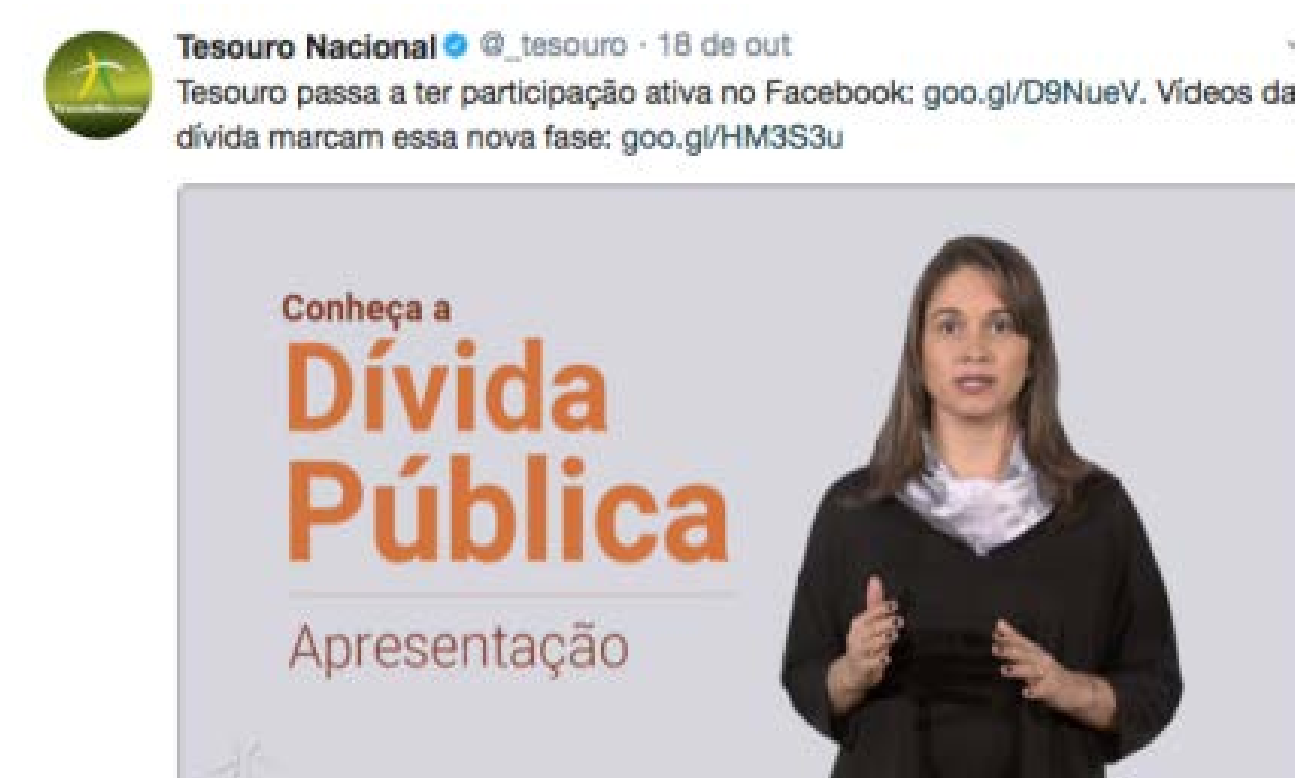 Tesouro Nacional @_tesouro · 18 de out
Tesouro passa a ter participação ativa no Facebook: goo.gl/D9NueV. Vídeos da
dívida marcam essa nova fase: goo.gl/HM3S3u
Conheça a
Dívida
Pública
Apresentação